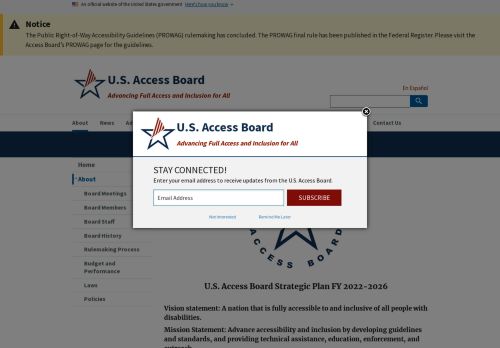 An official website of the United States government Here's how you know
Notice
The Public Right-of-Way Accessibility Guidelines (PROWAG) rulemaking has concluded. The PROWAG final rule has been published in the Federal Register. Please visit the
Access Board's PROWAG page for the guidelines.
U.S. Access Board
Advancing Full Access and Inclusion for All
En Español
About News Ad
Contact Us
U.S. Access Board
Advancing Full Access and Inclusion for All
STAY CONNECTED!
Enter your email address to receive updates from the U.S. Access Board.
Email Address
SUBSCRIBE
Not Interested Remind Me Later
Home
About
Board Meetings
Board Members
Board Staff
Board History
Rulemaking Process
Budget and
Performance
Laws
Policies
ACCESS BOARD
U.S. Access Board Strategic Plan FY 2022-2026
Vision statement: A nation that is fully accessible to and inclusive of all people with
disabilities.
Mission Statement: Advance accessibility and inclusion by developing guidelines
and standards, and providing technical assistance, education, enforcement, and